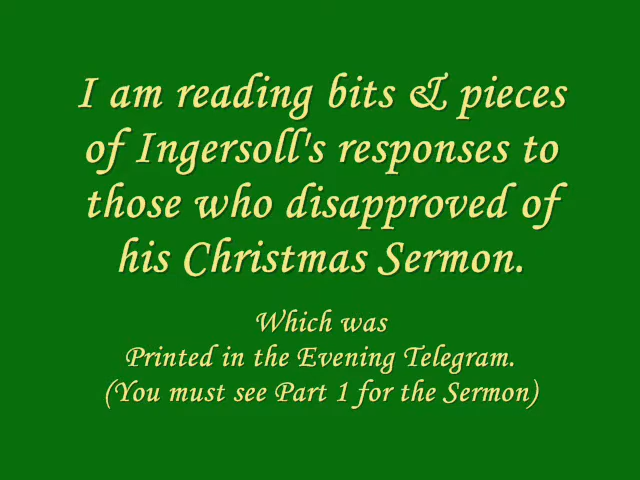 I am reading bits & pieces
of Ingersoll's responses to
those who disapproved of
his Christmas Sermon.
Which was
Printed in the Evening Telegram.
(You must see Part 1 for the Sermon)